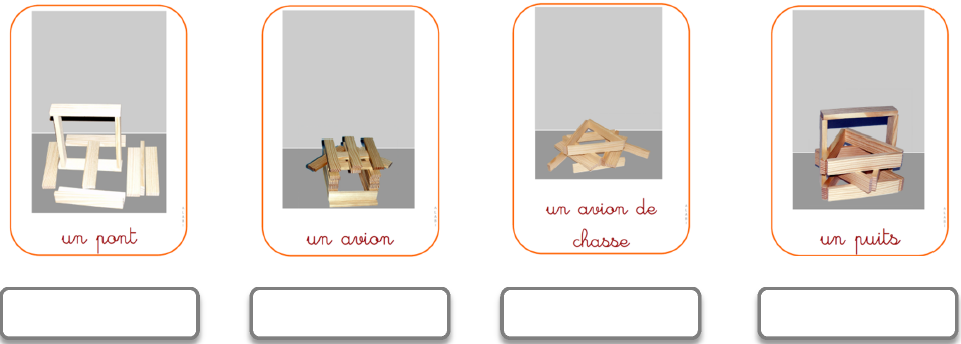 un pont
un avion
un avion de
chasse
un puits